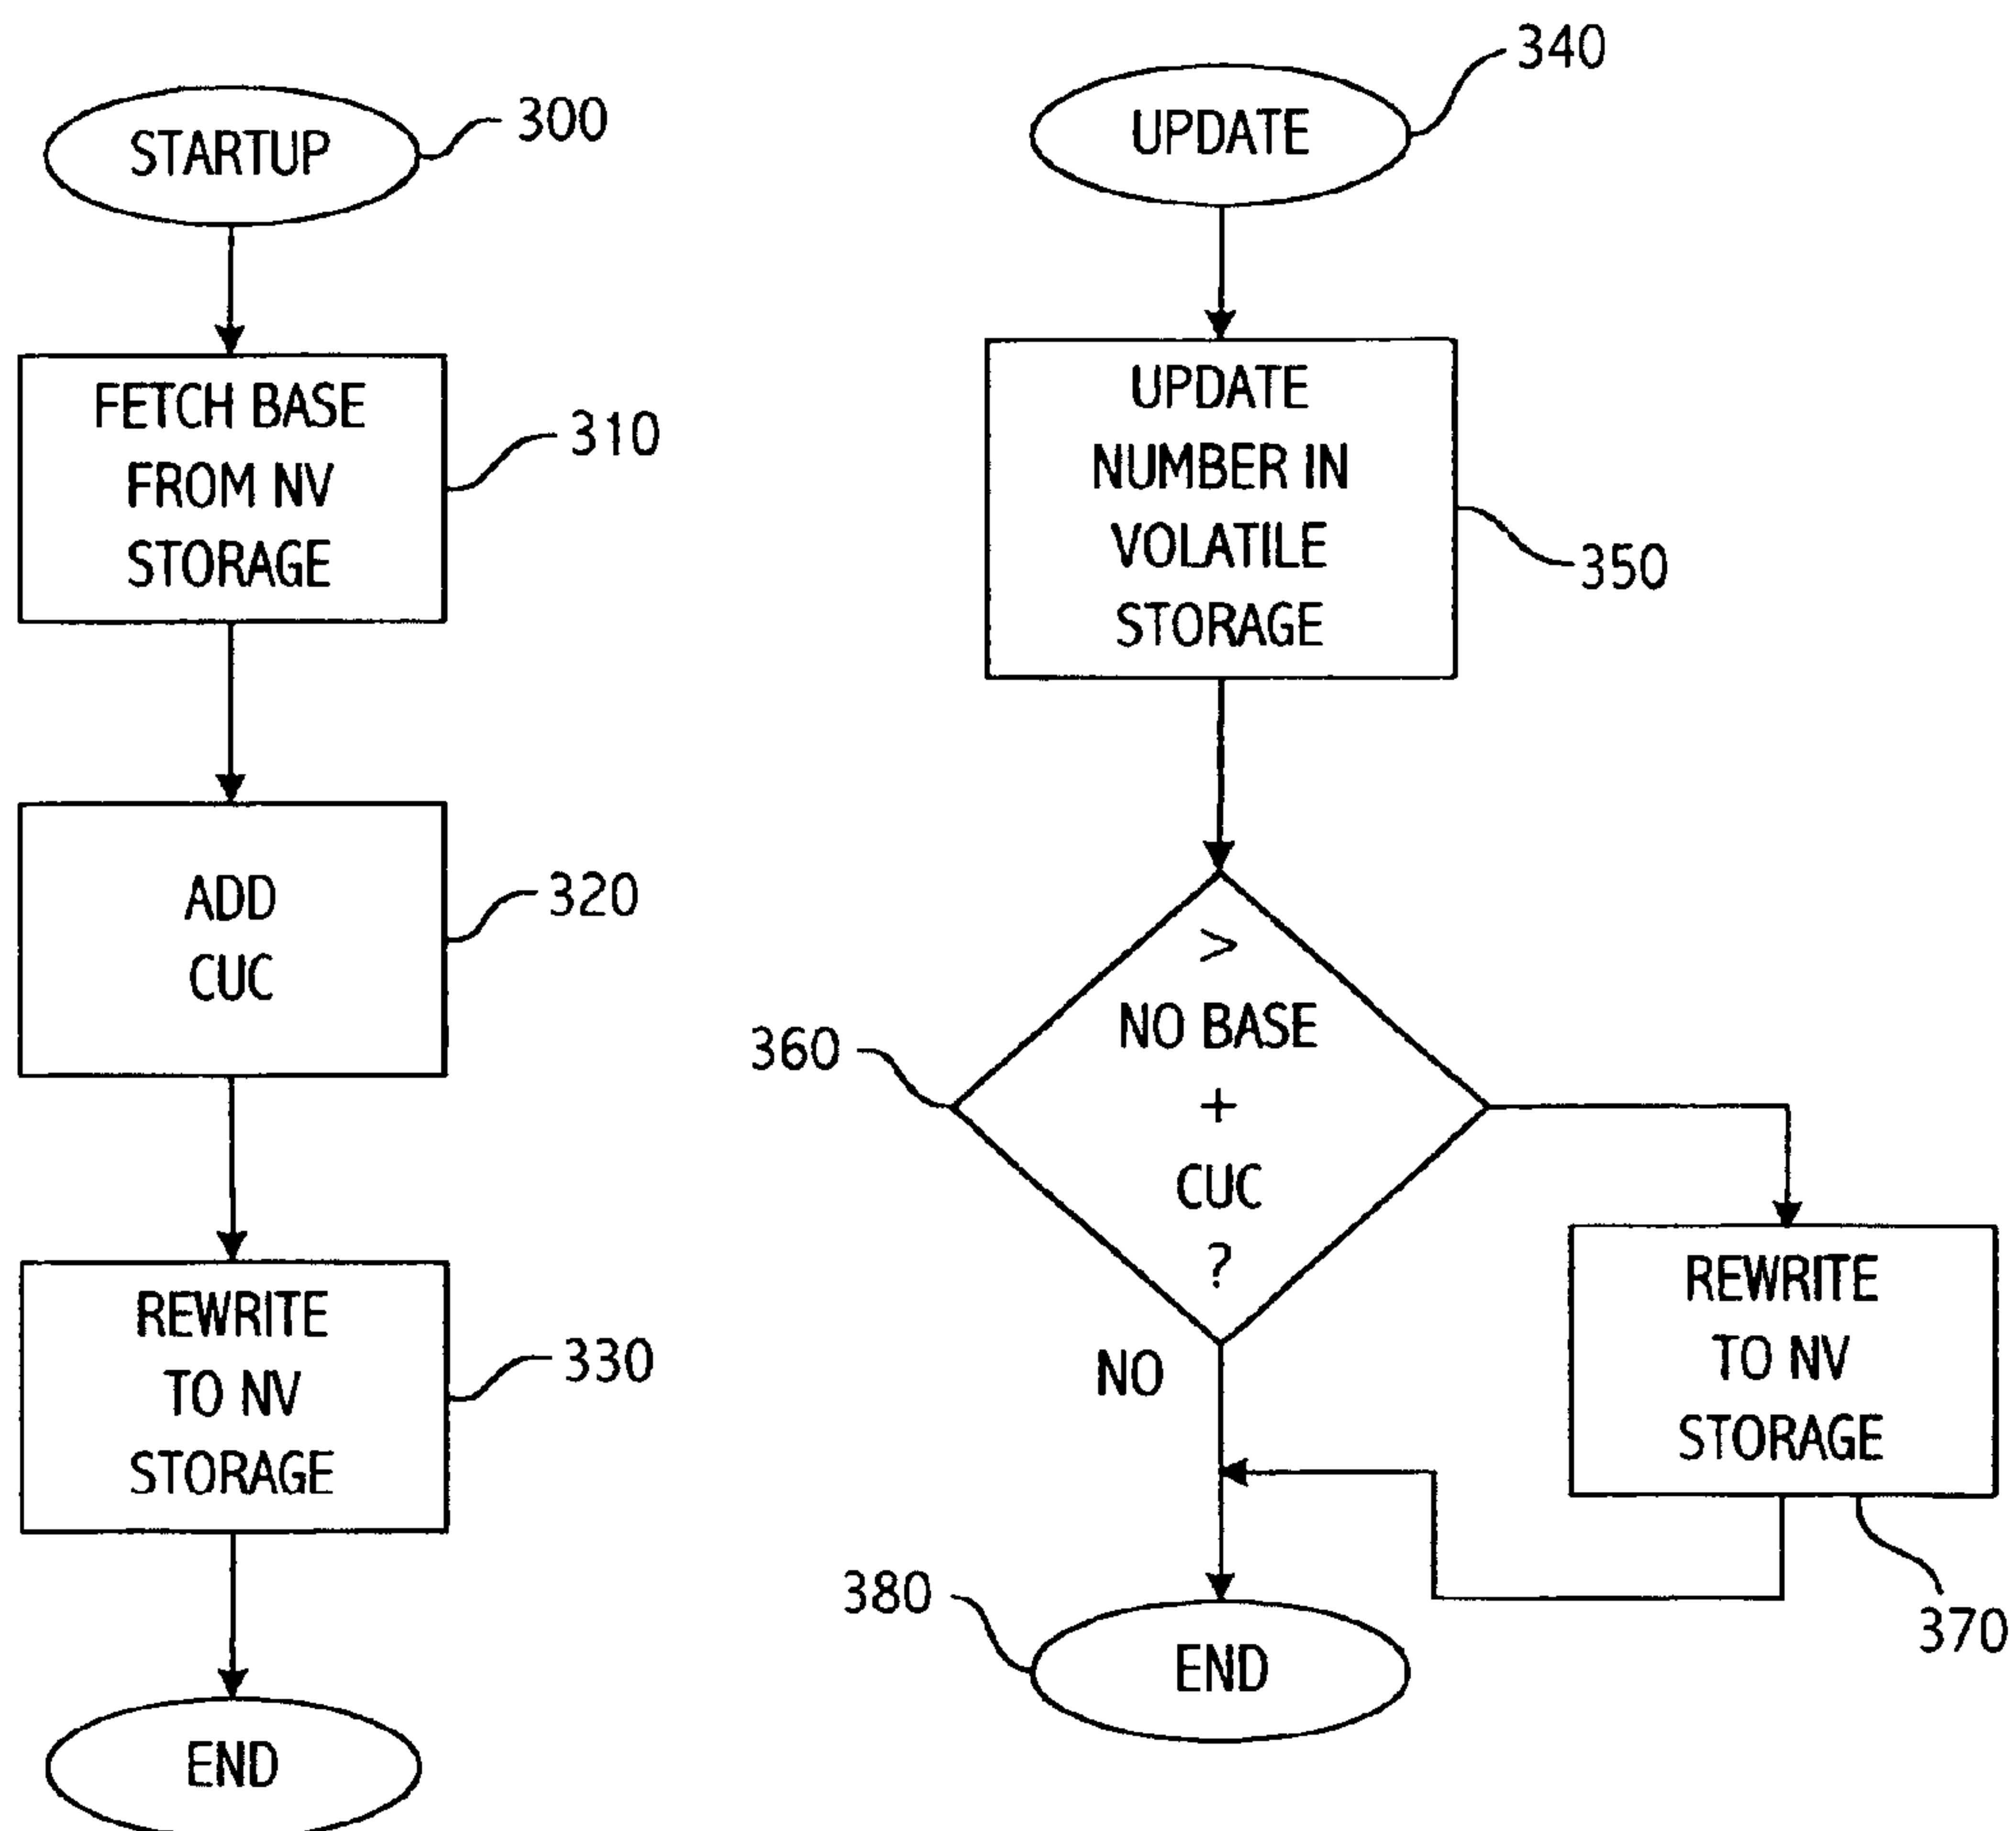 STARTUP
300
FETCH BASE
FROM NV
STORAGE
310
ADD
CUC
320
REWRITE
TO NV
STORAGE
330
END
UPDATE
340
UPDATE
NUMBER IN
VOLATILE
STORAGE
350
>
NO BASE
+
CUC
?
360
NO
REWRITE
TO NV
STORAGE
370
END
380